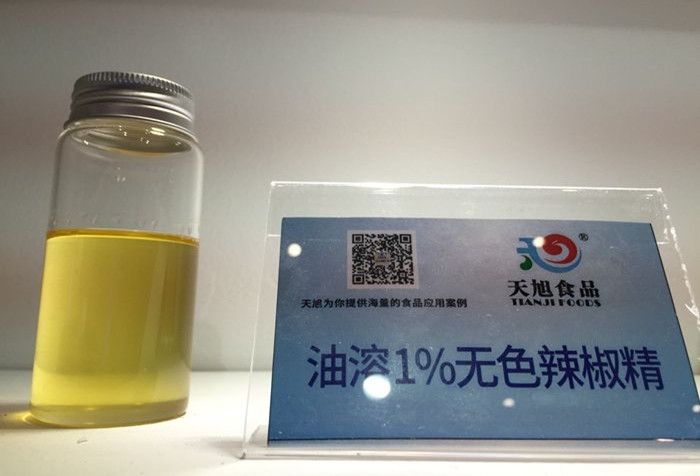 ®
天旭食品
TIANJI FOODS
天旭为你提供海量的食品应用案例
油溶1%无色辣椒精